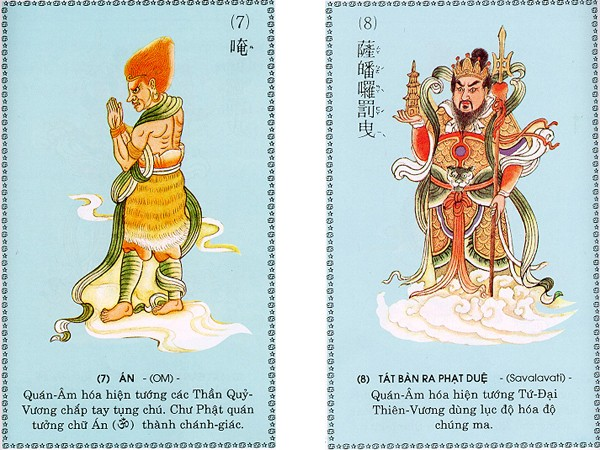 (7)
唵
(7) ÁN - (OM) -
Quán-Âm hóa hiện tướng các Thần Quỷ-
Vương chấp tay tụng chú. Chư Phật quán
tưởng chữ Án (ॐ) thành chánh-giác.
(8)
薩皤囉罰曳
(8) TÁT BÀN RA PHẠT DUỆ - (Savalavati) -
Quán-Âm hóa hiện tướng Tứ-Đại
Thiên-Vương dùng lục độ hóa độ
chúng ma.